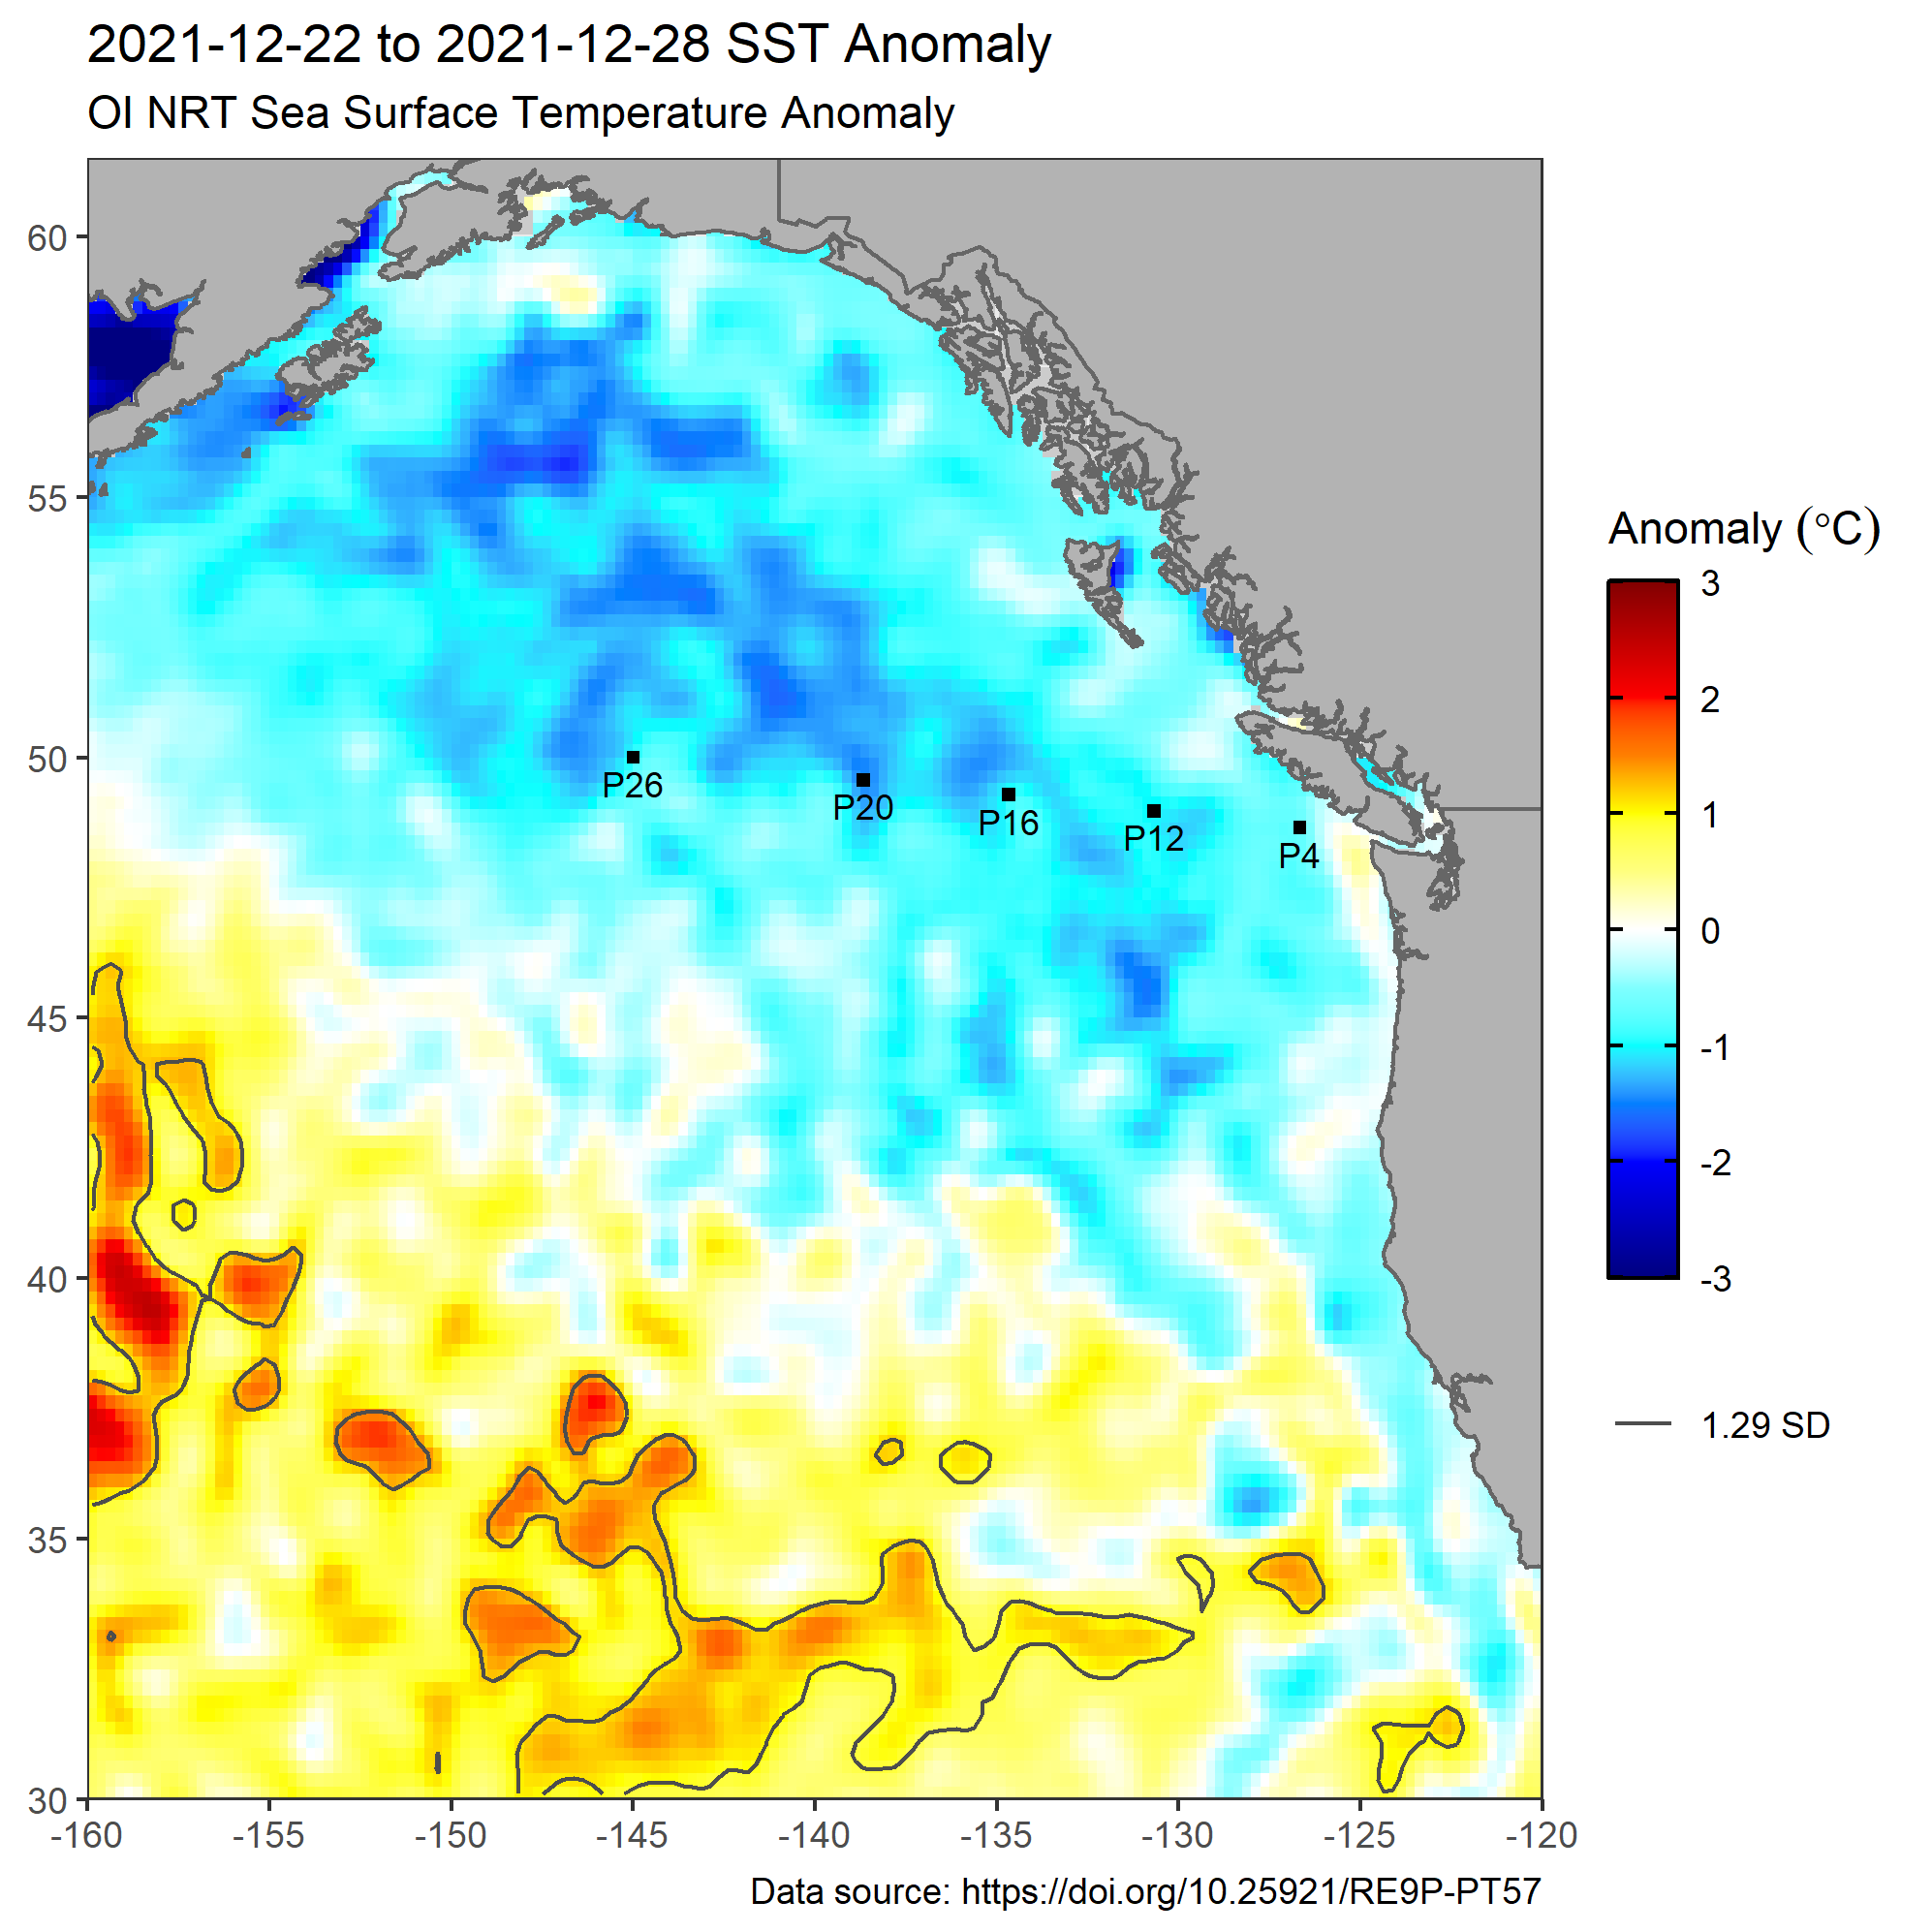 2021-12-22 to 2021-12-28 SST Anomaly
OI NRT Sea Surface Temperature Anomaly
60
55
50
45
40
35
30
-160
-155
-150
-145
-140
-135
-130
-125
-120
P26
P20
P16
P12
P4
Anomaly (°C)
3
2
1
0
-1
-2
-3
1.29 SD
Data source: https://doi.org/10.25921/RE9P-PT57